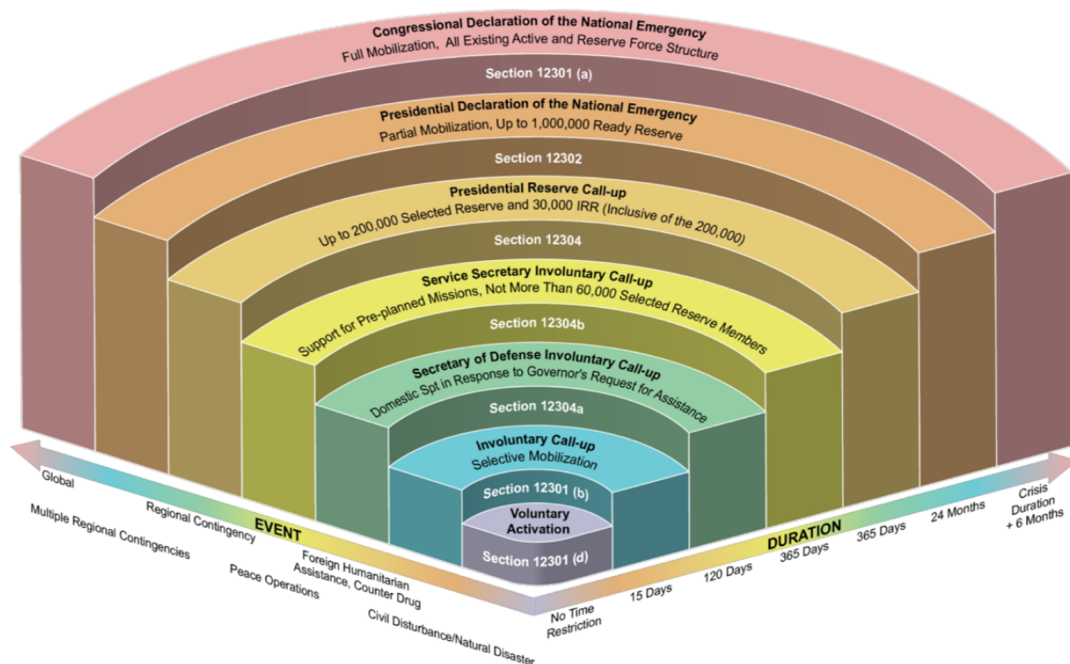 Congressional Declaration of the National Emergency
Full Mobilization, All Existing Active and Reserve Force Structure
Section 12301 (a)
Presidential Declaration of the National Emergency
Partial Mobilization, Up to 1,000,000 Ready Reserve
Section 12302
Presidential Reserve Call-up
Up to 200,000 Selected Reserve and 30,000 IRR (Inclusive of the 200,000)
Section 12304
Service Secretary Involuntary Call-up
Support for Pre-planned Missions, Not More Than 60,000 Selected Reserve Members
Section 12304b
Secretary of Defense Involuntary Call-up
Domestic Spt in Response to Governor's Request for Assistance
Section 12304a
Involuntary Call-up
Selective Mobilization
Section 12301 (b)
Voluntary
Activation
Section 12301 (d)
EVENT
Global
Multiple Regional Contingencies
Regional Contingency
Peace Operations
Foreign Humanitarian
Assistance, Counter Drug
Civil Disturbance/Natural Disaster
DURATION
No Time
Restriction
15 Days
120 Days
365 Days
365 Days
24 Months
Crisis
Duration
+ 6 Months